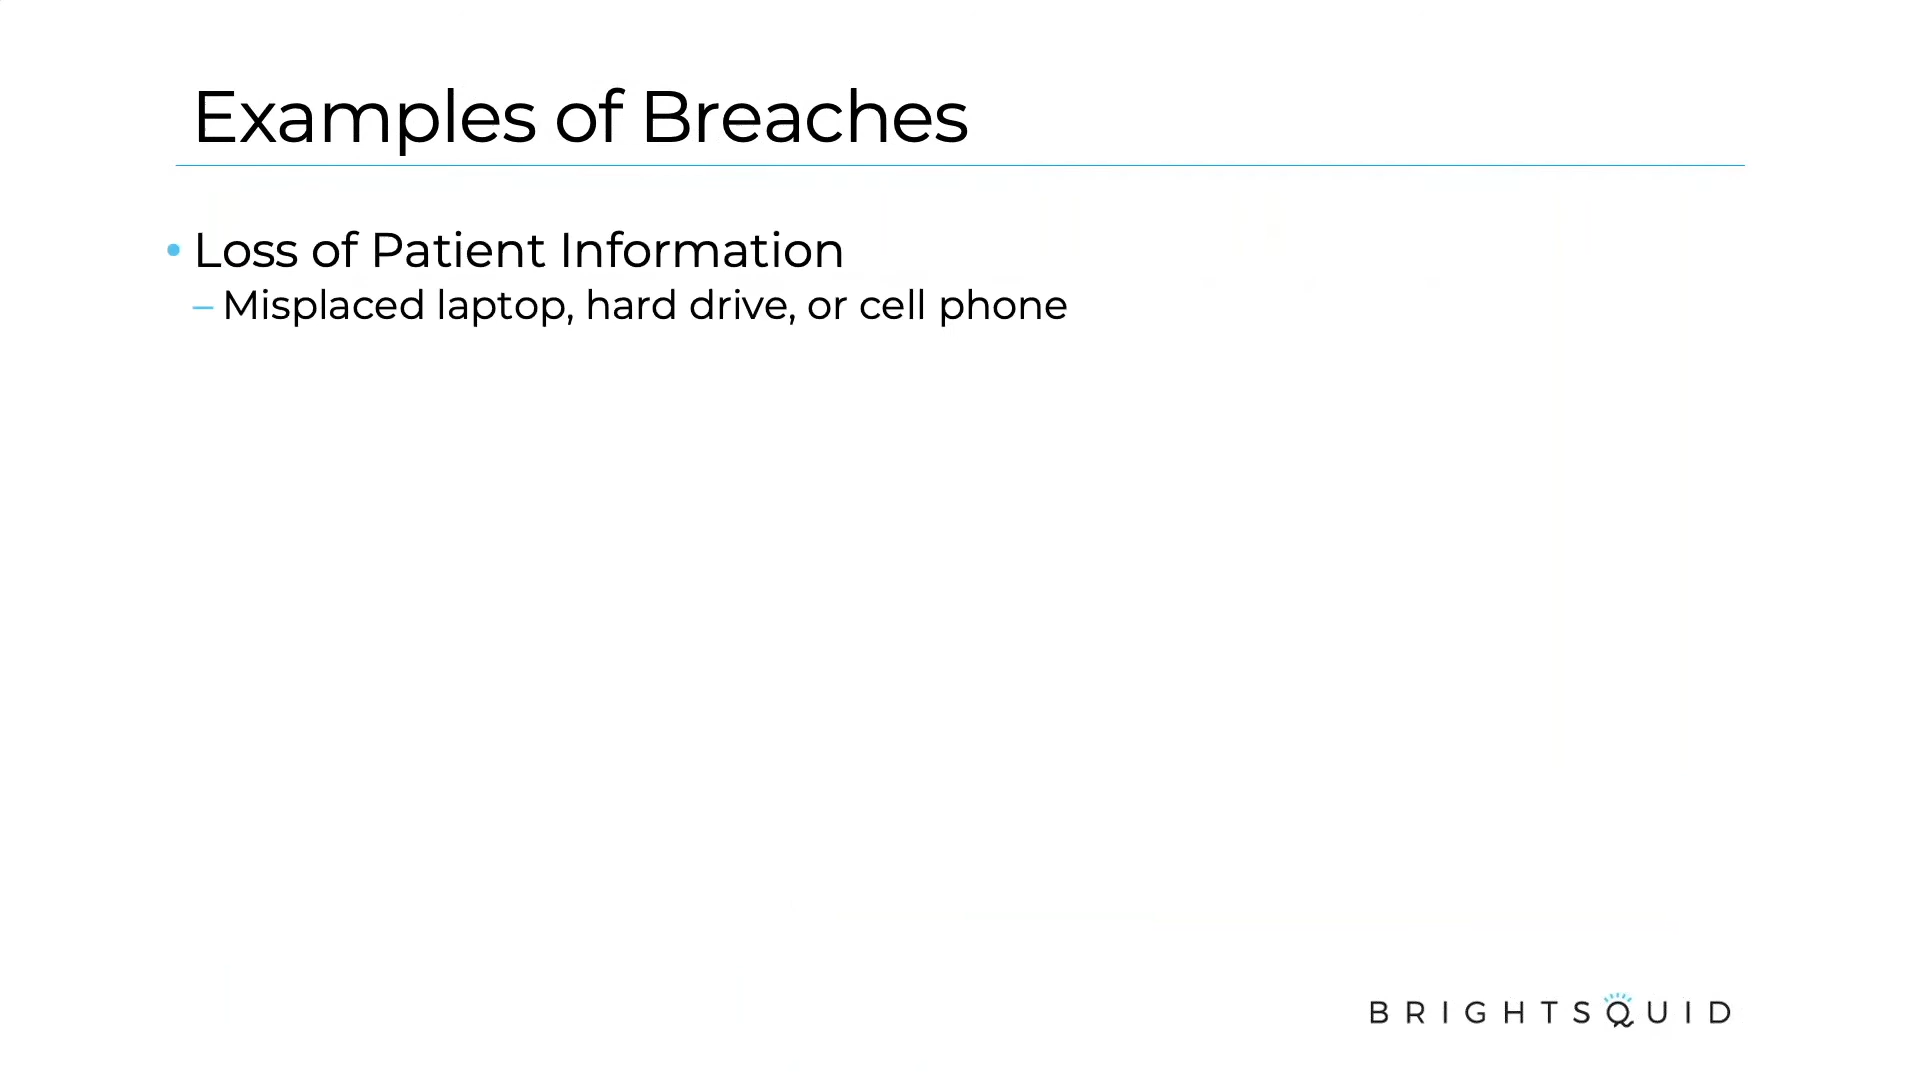 Examples of Breaches
• Loss of Patient Information
– Misplaced laptop, hard drive, or cell phone
BRIGHTSQUID